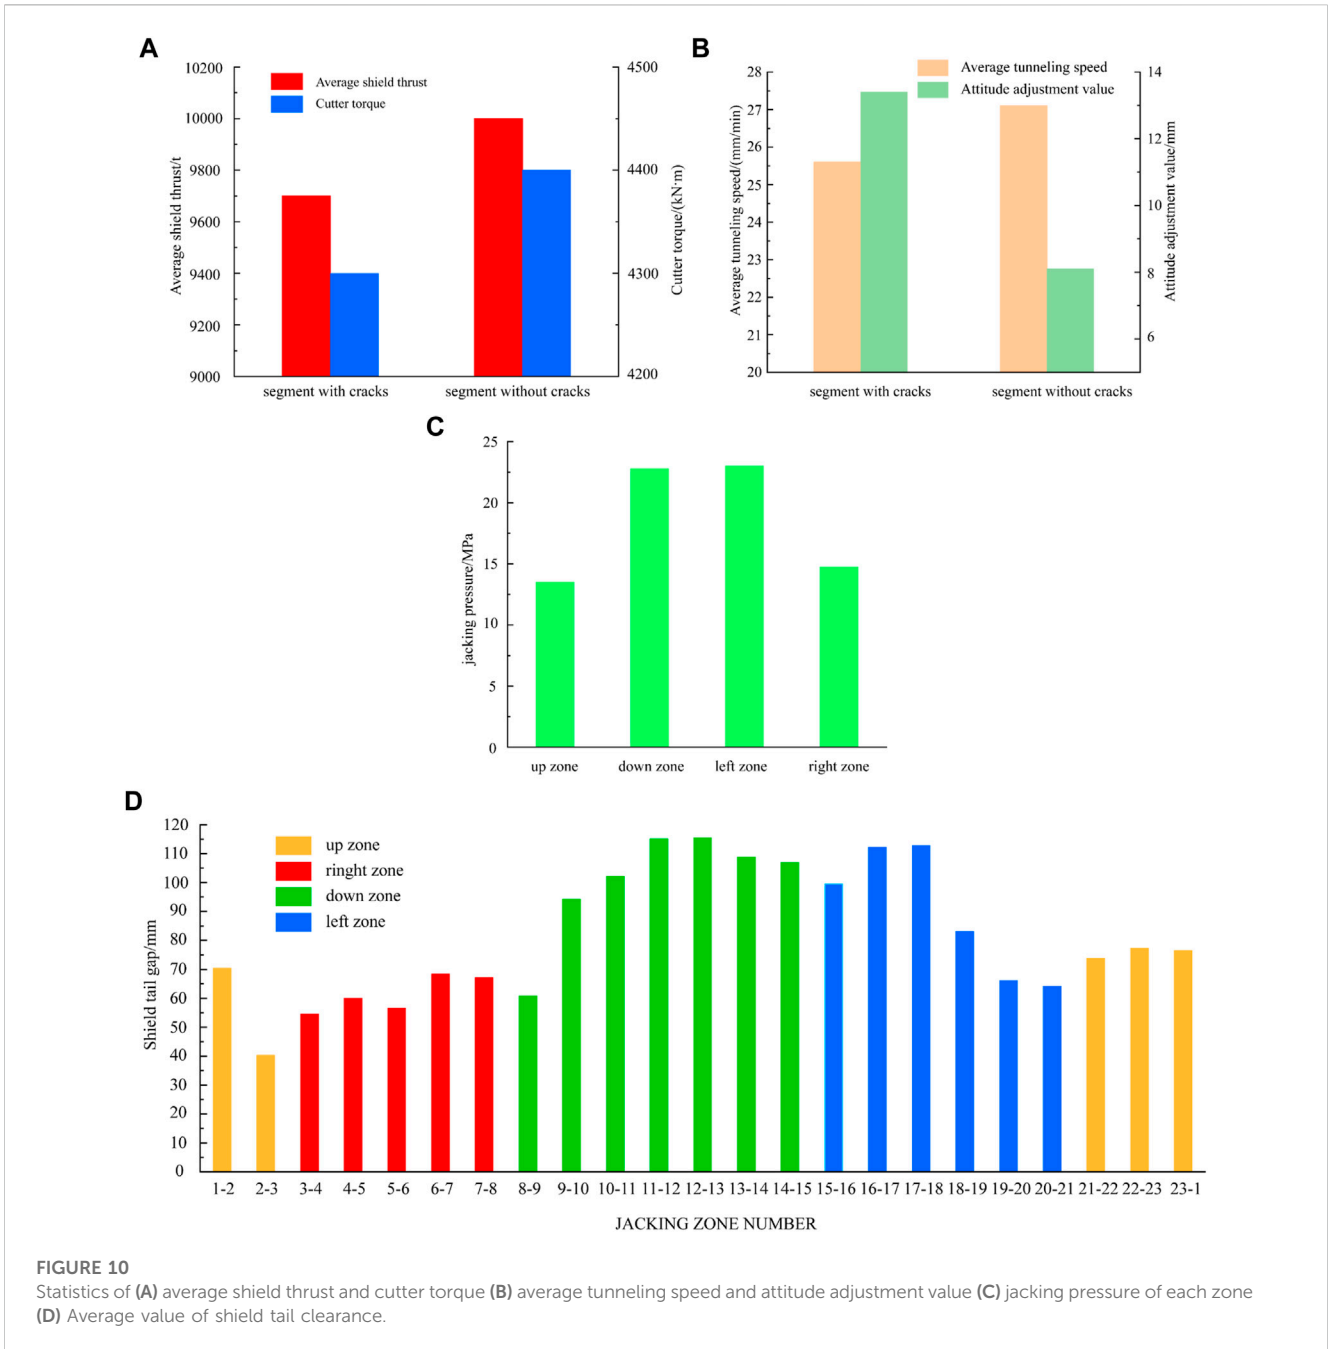 A
10200
10000
9800
9600
9400
9200
9000
Average shield thrust/t
Average shield thrust
Cutter torque
4500
4400
4300
4200
Cutter torque/(kN·m)
segment with cracks
segment without cracks
B
28
27
26
25
24
23
22
21
20
Average tunneling speed/(mm/min)
Average tunneling speed
Attitude adjustment value
14
12
10
8
6
Attitude adjustment value/mm
segment with cracks
segment without cracks
C
25
20
15
10
5
0
jacking pressure/MPa
up zone
down zone
left zone
right zone
D
120
110
100
90
80
70
60
50
40
30
20
10
0
Shield tail gap/mm
up zone
ringht zone
down zone
left zone
1-2 2-3 3-4 4-5 5-6 6-7 7-8 8-9 9-10 10-11 11-12 12-13 13-14 14-15 15-16 16-17 17-18 18-19 19-20 20-21 21-22 22-23 23-1
JACKING ZONE NUMBER
FIGURE 10
Statistics of (A) average shield thrust and cutter torque (B) average tunneling speed and attitude adjustment value (C) jacking pressure of each zone
(D) Average value of shield tail clearance.